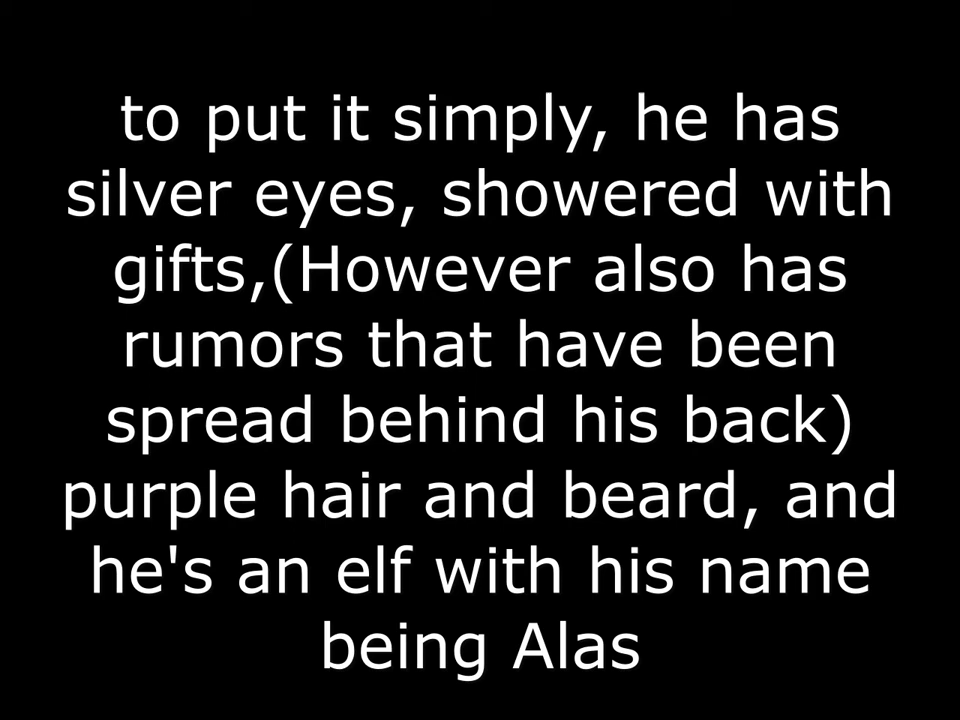 to put it simply, he has
silver eyes, showered with
gifts,(However also has
rumors that have been
spread behind his back)
purple hair and beard, and
he's an elf with his name
being Alas